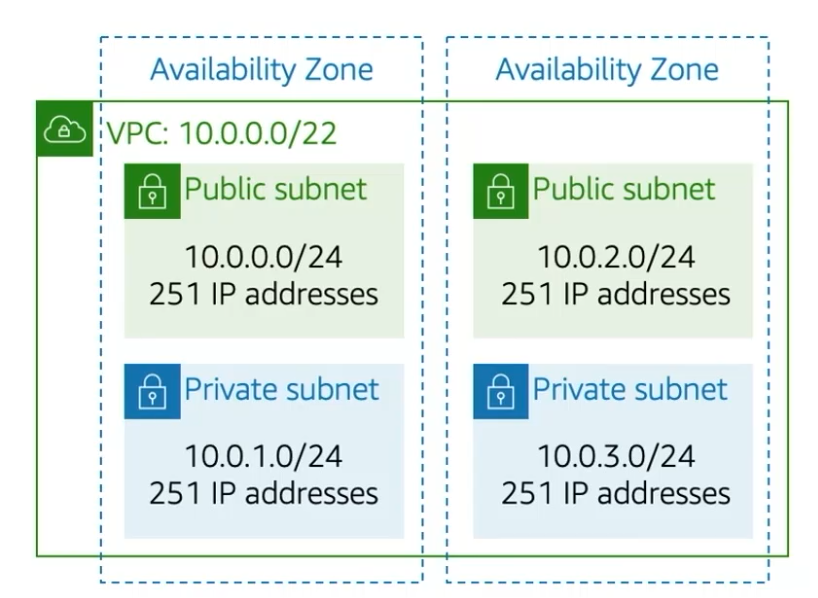 Availability Zone
Availability Zone
VPC: 10.0.0.0/22
Public subnet
10.0.0.0/24
251 IP addresses
Public subnet
10.0.2.0/24
251 IP addresses
Private subnet
10.0.1.0/24
251 IP addresses
Private subnet
10.0.3.0/24
251 IP addresses